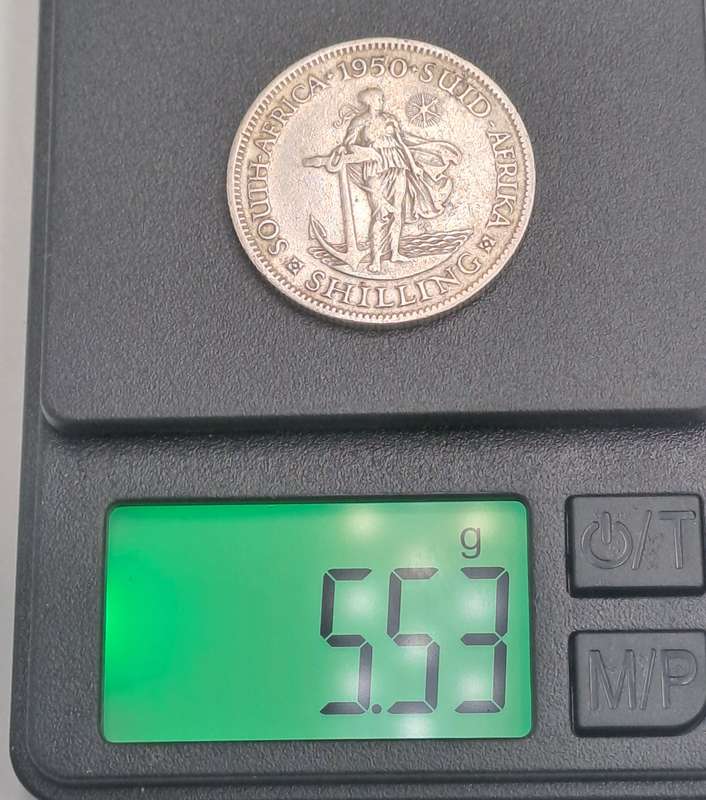 SOUTH·AFRICA·1950·SUID-AFRIKA
SHILLING
g
5.53
⏻/T
M/P